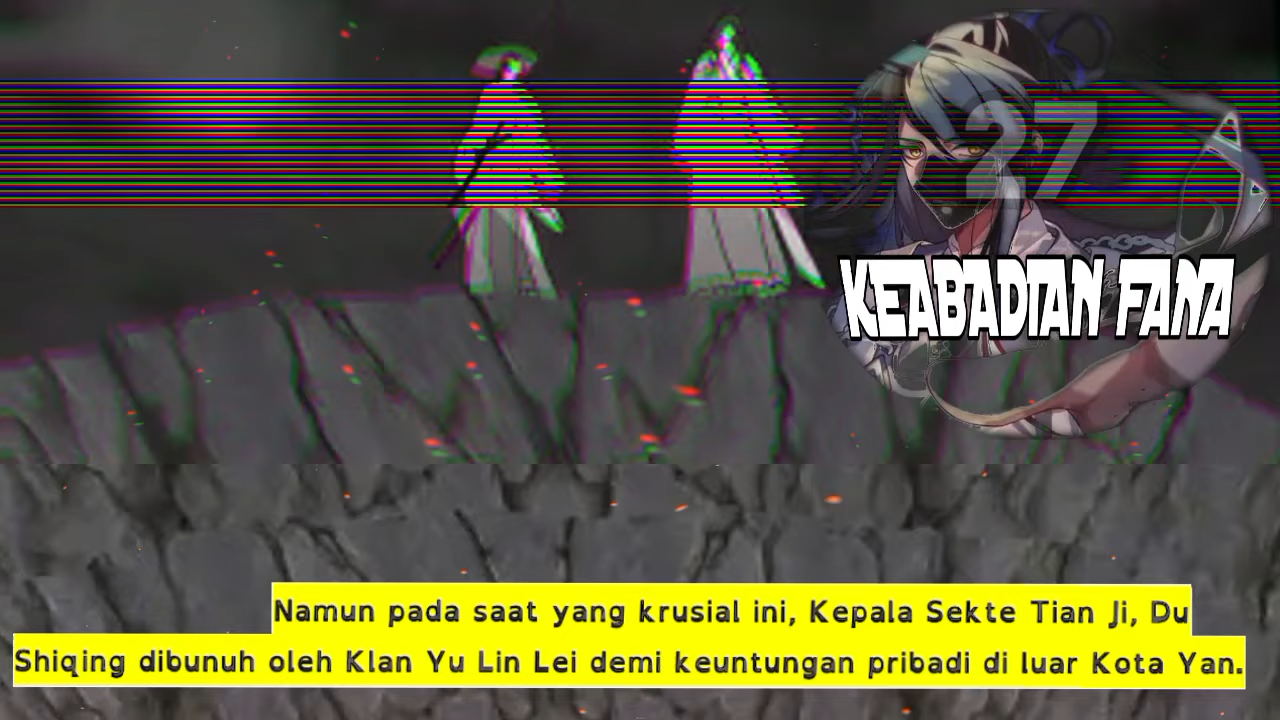 27
KEABADIAN FANA
Namun pada saat yang krusial ini, Kepala Sekte Tian Ji, Du
Shiqing dibunuh oleh Klan Yu Lin Lei demi keuntungan pribadi di luar Kota Yan.